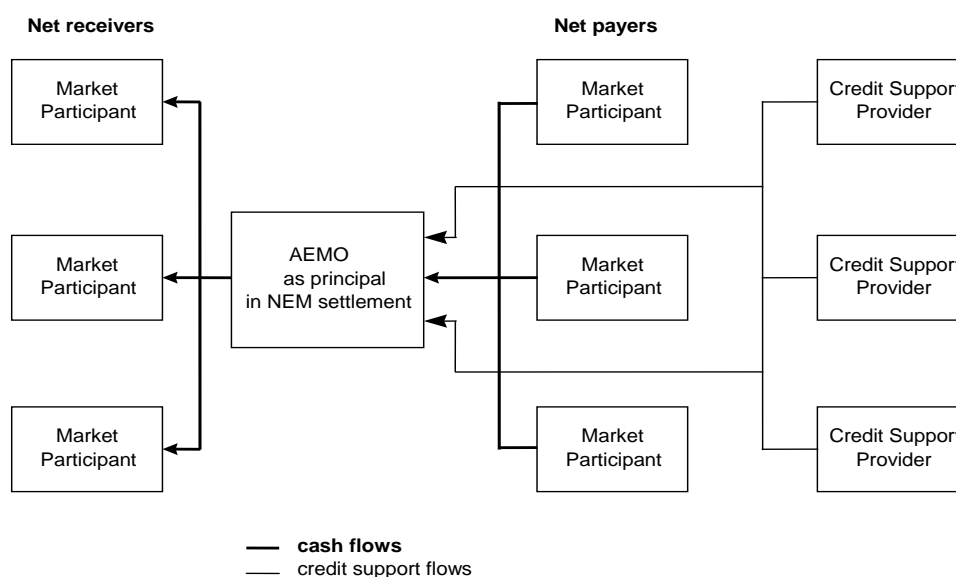 Net receivers
Net payers
Market
Participant
Market
Participant
Credit Support
Provider
Market
Participant
AEMO
as principal
in NEM settlement
Market
Participant
Credit Support
Provider
Market
Participant
Market
Participant
Credit Support
Provider
cash flows
credit support flows